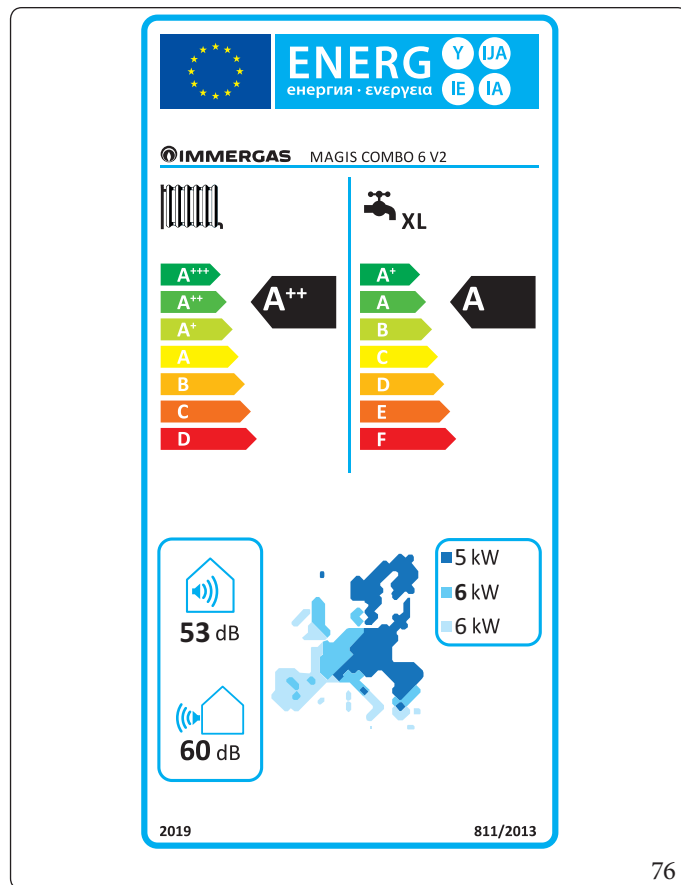 ENERG
енергия · ενεργεια
Y IJA
IE IA
IMMERGAS MAGIS COMBO 6 V2
XL
A+++
A++
A+
A
B
C
D
A++
A+
A
B
C
D
E
F
A
53 dB
60 dB
5 kW
6 kW
6 kW
2019
811/2013
76